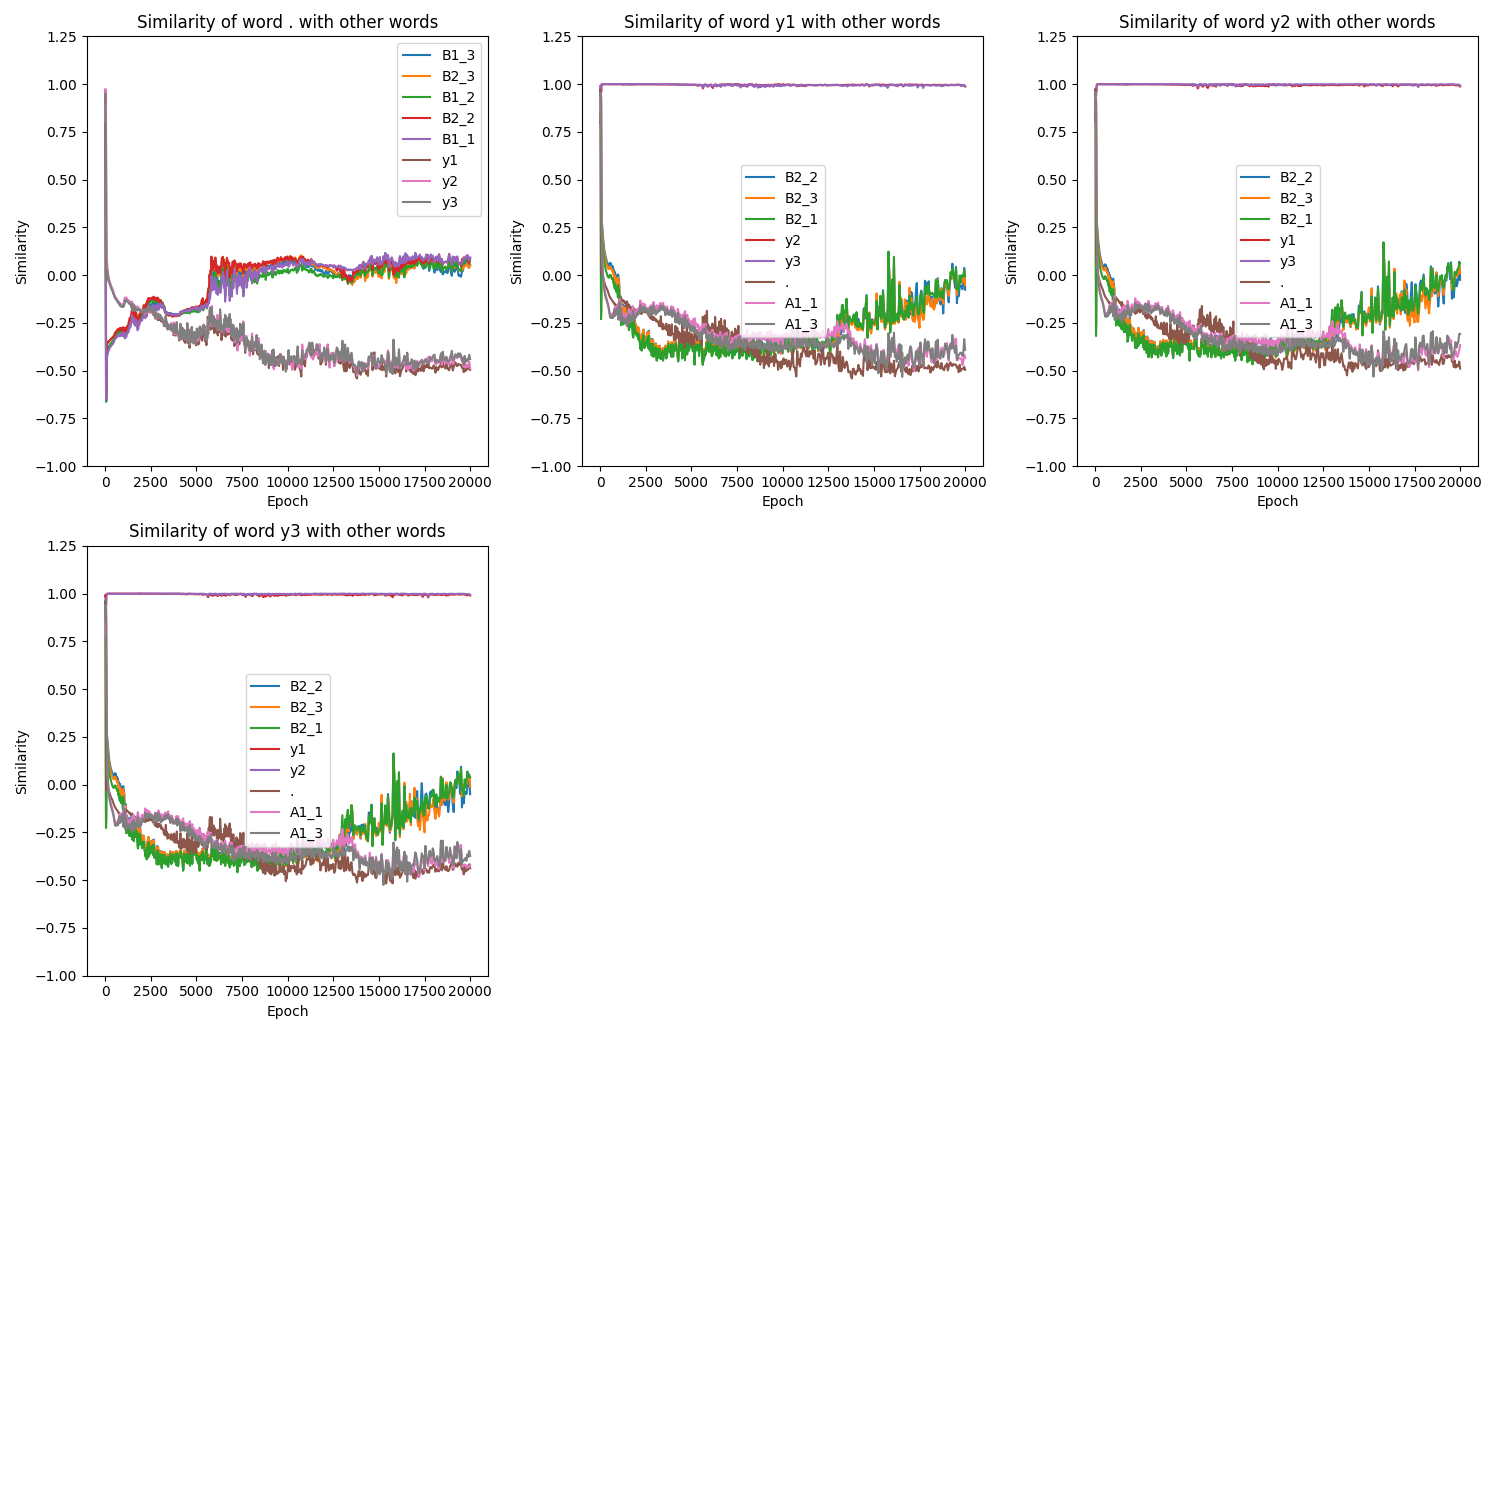 Similarity of word . with other words
1.25
1.00
0.75
0.50
0.25
0.00
−0.25
−0.50
−0.75
−1.00
Similarity
0 2500 5000 7500 10000 12500 15000 17500 20000
Epoch
B1_3
B2_3
B1_2
B2_2
B1_1
y1
y2
y3
Similarity of word y1 with other words
1.25
1.00
0.75
0.50
0.25
0.00
−0.25
−0.50
−0.75
−1.00
Similarity
0 2500 5000 7500 10000 12500 15000 17500 20000
Epoch
B2_2
B2_3
B2_1
y2
y3
.
A1_1
A1_3
Similarity of word y2 with other words
1.25
1.00
0.75
0.50
0.25
0.00
−0.25
−0.50
−0.75
−1.00
Similarity
0 2500 5000 7500 10000 12500 15000 17500 20000
Epoch
B2_2
B2_3
B2_1
y1
y3
.
A1_1
A1_3
Similarity of word y3 with other words
1.25
1.00
0.75
0.50
0.25
0.00
−0.25
−0.50
−0.75
−1.00
Similarity
0 2500 5000 7500 10000 12500 15000 17500 20000
Epoch
B2_2
B2_3
B2_1
y1
y2
.
A1_1
A1_3